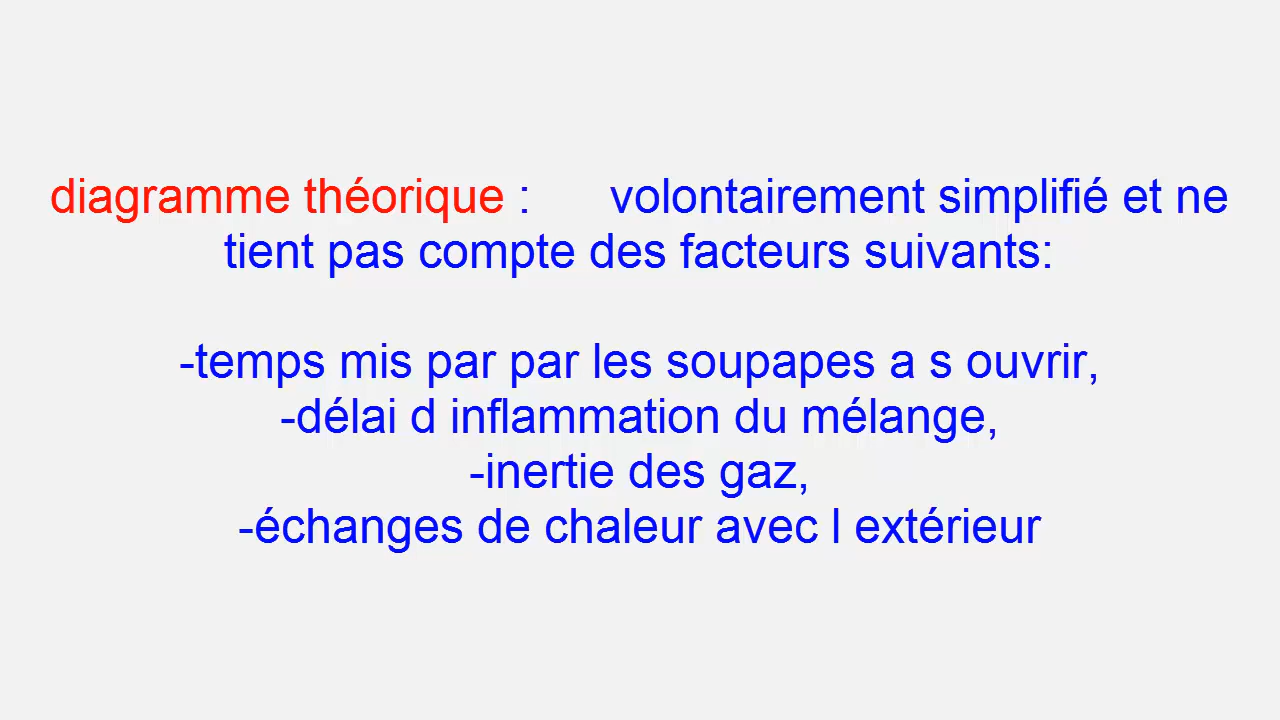 diagramme théorique : volontairement simplifié et ne
tient pas compte des facteurs suivants:
-temps mis par par les soupapes a s ouvrir,
-délai d inflammation du mélange,
-inertie des gaz,
-échanges de chaleur avec l extérieur